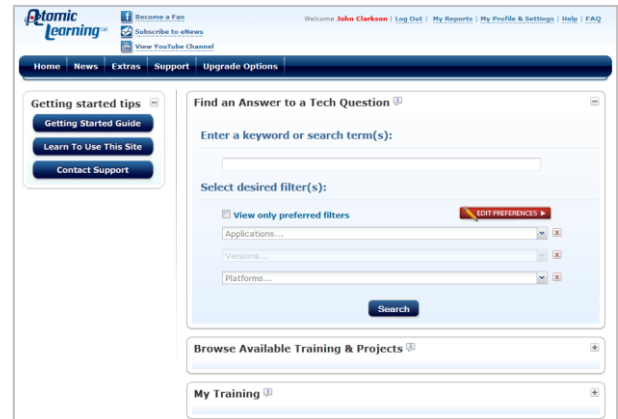 Atomic Learning℠
Become a Fan
Subscribe to eNews
View YouTube Channel
Welcome John Clarkson | Log Out | My Reports | My Profile & Settings | Help | FAQ
Home News Extras Support Upgrade Options
Getting started tips
Getting Started Guide
Learn To Use This Site
Contact Support
Find an Answer to a Tech Question
Enter a keyword or search term(s):
Select desired filter(s):
View only preferred filters
EDIT PREFERENCES
Applications...
Versions...
Platforms...
Search
Browse Available Training & Projects
My Training